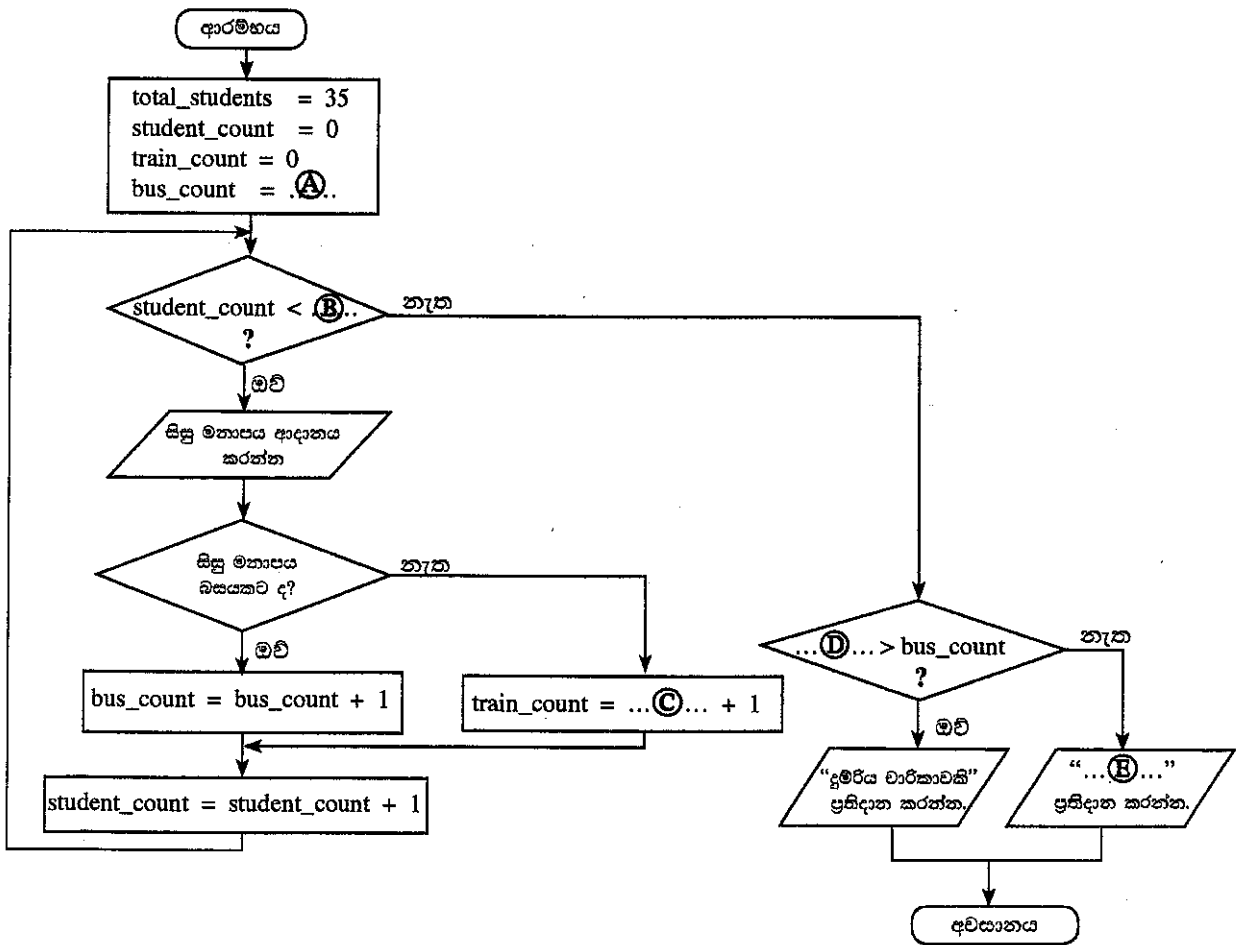 ආරම්භය
total_students = 35
student_count = 0
train_count = 0
bus_count = ..Ⓐ..
student_count < ..Ⓑ..
?
නැත
ඔව්
සිසු මනාපය ආදානය
කරන්න
සිසු මනාපය
බසයකට ද?
නැත
ඔව්
bus_count = bus_count + 1
train_count = ...Ⓒ... + 1
student_count = student_count + 1
...Ⓓ... > bus_count
?
නැත
ඔව්
“දුම්රිය චාරිකාවකි”
ප්‍රතිදාන කරන්න.
“...Ⓔ...”
ප්‍රතිදාන කරන්න.
අවසානය